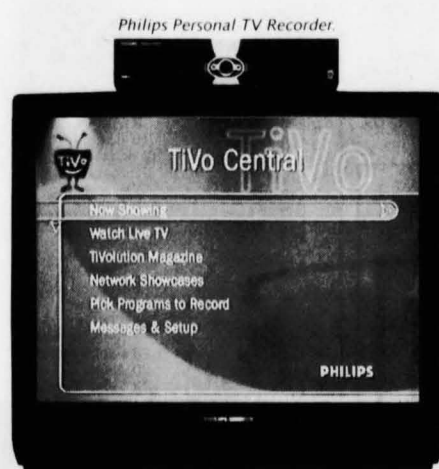 Philips Personal TV Recorder.
TiVo
TiVo
TiVo Central
Now Showing
Watch Live TV
TiVolution Magazine
Network Showcases
Pick Programs to Record
Messages & Setup
PHILIPS